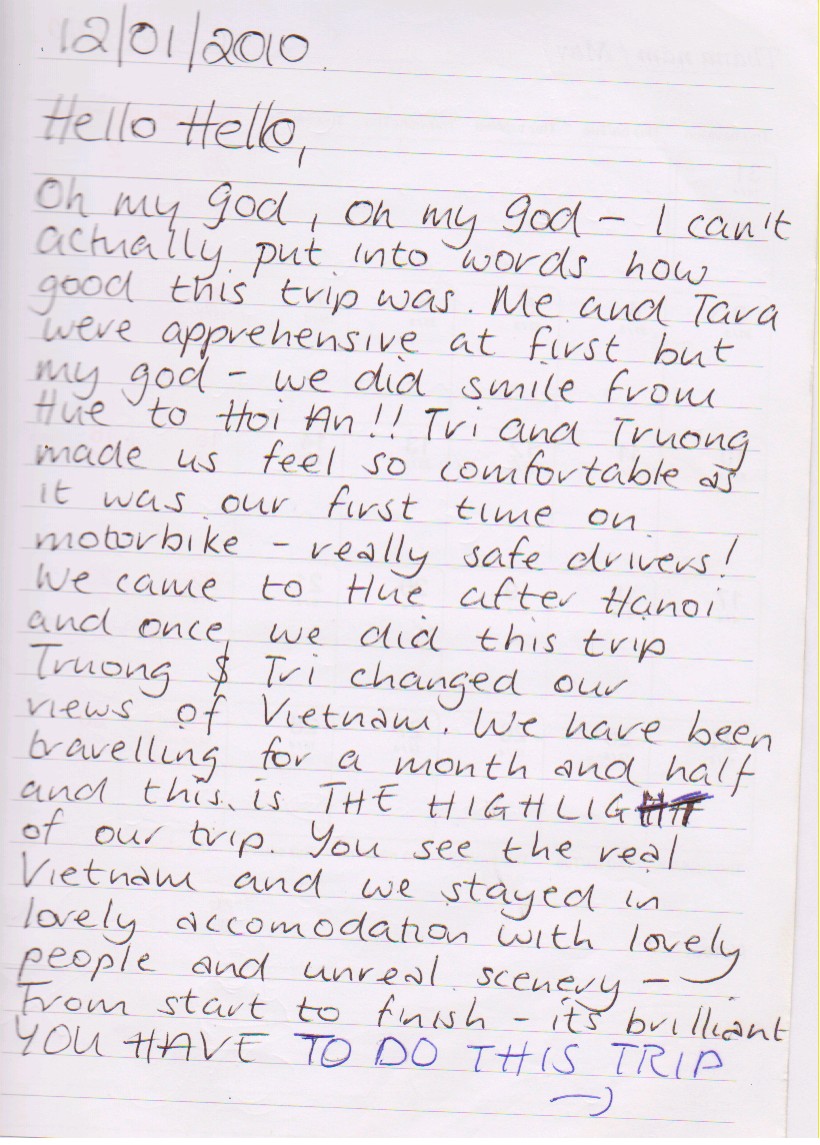 12/01/2010.
Hello Hello,
Oh my god, oh my god – I can't
actually put into words how
good this trip was. Me and Tara
were apprehensive at first but
my god – we did smile from
Hue to Hoi An!! Tri and Truong
made us feel so comfortable as
it was our first time on
motorbike – really safe drivers!
We came to Hue after Hanoi
and once we did this trip
Truong & Tri changed our
views of Vietnam. We have been
travelling for a month and half
and this is THE HIGHLIGHT
of our trip. You see the real
Vietnam and we stayed in
lovely accomodation with lovely
people and unreal scenery –
From start to finish – its brilliant
YOU HAVE TO DO THIS TRIP